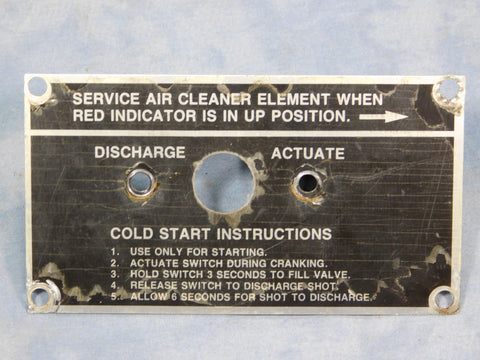 SERVICE AIR CLEANER ELEMENT WHEN
RED INDICATOR IS IN UP POSITION.
DISCHARGE ACTUATE
COLD START INSTRUCTIONS
1. USE ONLY FOR STARTING.
2. ACTUATE SWITCH DURING CRANKING.
3. HOLD SWITCH 3 SECONDS TO FILL VALVE.
4. RELEASE SWITCH TO DISCHARGE SHOT.
5. ALLOW 6 SECONDS FOR SHOT TO DISCHARGE.